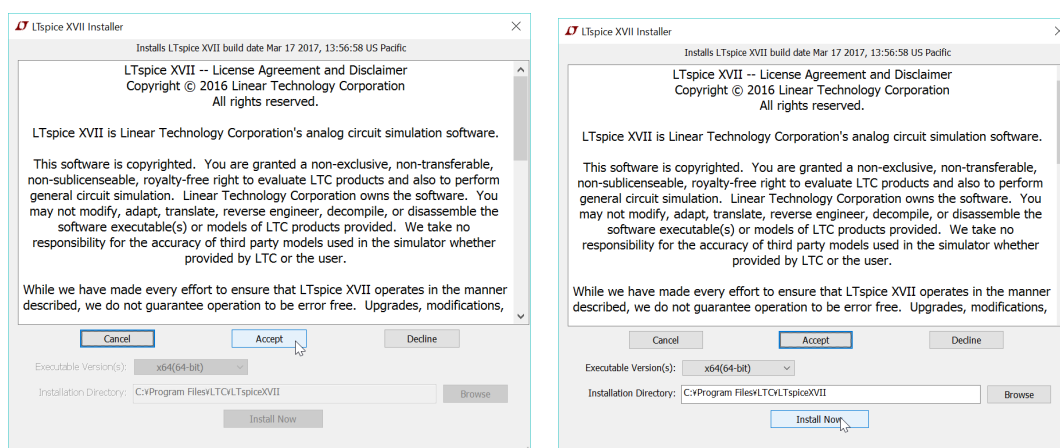 LTspice XVII Installer
Installs LTspice XVII build date Mar 17 2017, 13:56:58 US Pacific
LTspice XVII -- License Agreement and Disclaimer
Copyright © 2016 Linear Technology Corporation
All rights reserved.
LTspice XVII is Linear Technology Corporation's analog circuit simulation software.
This software is copyrighted.  You are granted a non-exclusive, non-transferable,
non-sublicenseable, royalty-free right to evaluate LTC products and also to perform
general circuit simulation.  Linear Technology Corporation owns the software.  You
may not modify, adapt, translate, reverse engineer, decompile, or disassemble the
software executable(s) or models of LTC products provided.  We take no
responsibility for the accuracy of third party models used in the simulator whether
provided by LTC or the user.
While we have made every effort to ensure that LTspice XVII operates in the manner
described, we do not guarantee operation to be error free.  Upgrades, modifications,
Cancel Accept Decline
Executable Version(s): x64(64-bit)
Installation Directory: C:¥Program Files¥LTC¥LTspiceXVII Browse
Install Now
LTspice XVII Installer
Installs LTspice XVII build date Mar 17 2017, 13:56:58 US Pacific
LTspice XVII -- License Agreement and Disclaimer
Copyright © 2016 Linear Technology Corporation
All rights reserved.
LTspice XVII is Linear Technology Corporation's analog circuit simulation software.
This software is copyrighted.  You are granted a non-exclusive, non-transferable,
non-sublicenseable, royalty-free right to evaluate LTC products and also to perform
general circuit simulation.  Linear Technology Corporation owns the software.  You
may not modify, adapt, translate, reverse engineer, decompile, or disassemble the
software executable(s) or models of LTC products provided.  We take no
responsibility for the accuracy of third party models used in the simulator whether
provided by LTC or the user.
While we have made every effort to ensure that LTspice XVII operates in the manner
described, we do not guarantee operation to be error free.  Upgrades, modifications,
Cancel Accept Decline
Executable Version(s): x64(64-bit)
Installation Directory: C:¥Program Files¥LTC¥LTspiceXVII Browse
Install Now